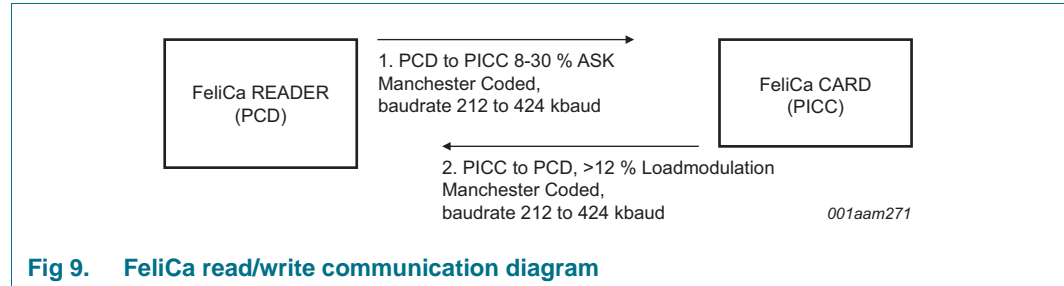 FeliCa READER
(PCD)
1. PCD to PICC 8-30 % ASK
Manchester Coded,
baudrate 212 to 424 kbaud
FeliCa CARD
(PICC)
2. PICC to PCD, >12 % Loadmodulation
Manchester Coded,
baudrate 212 to 424 kbaud
001aam271
Fig 9. FeliCa read/write communication diagram